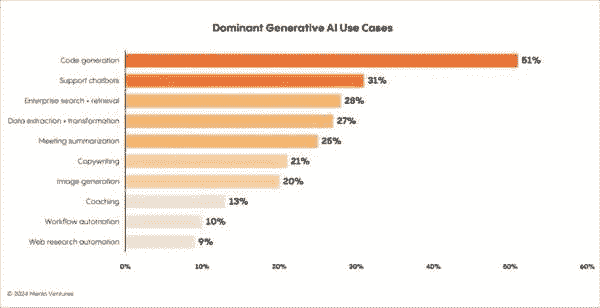 Dominant Generative AI Use Cases
Code generation 51%
Support chatbots 31%
Enterprise search + retrieval 28%
Data extraction + transformation 27%
Meeting summarization 25%
Copywriting 21%
Image generation 20%
Coaching 13%
Workflow automation 10%
Web research automation 9%
0% 10% 20% 30% 40% 50% 60%
© 2024 Menlo Ventures